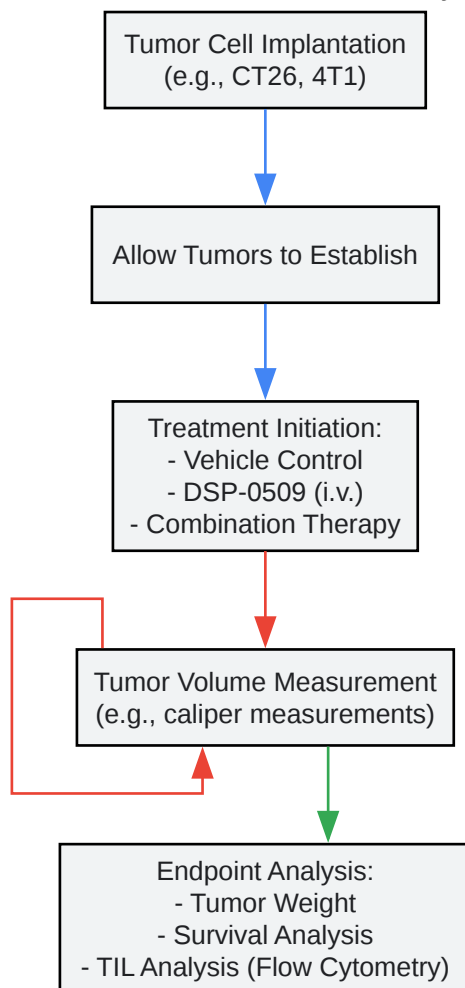 Tumor Cell Implantation
(e.g., CT26, 4T1)
Allow Tumors to Establish
Treatment Initiation:
- Vehicle Control
- DSP-0509 (i.v.)
- Combination Therapy
Tumor Volume Measurement
(e.g., caliper measurements)
Endpoint Analysis:
- Tumor Weight
- Survival Analysis
- TIL Analysis (Flow Cytometry)